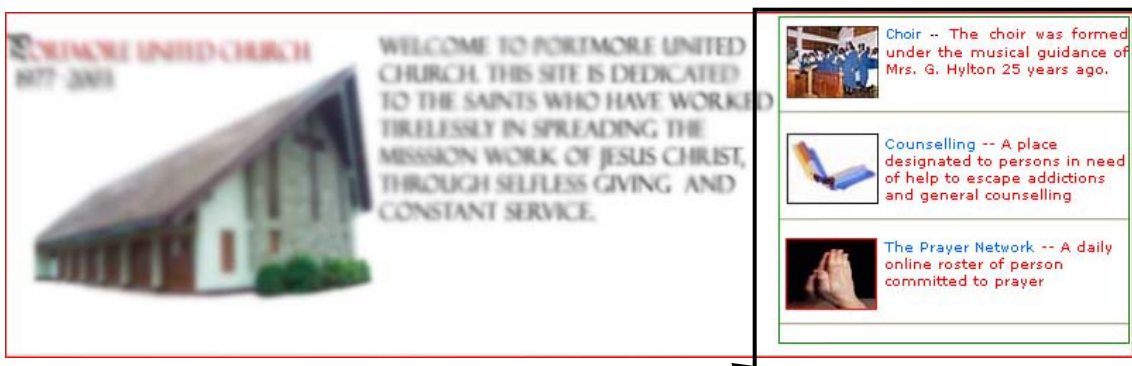 PORTMORE UNITED CHURCH
1977-2003
WELCOME TO PORTMORE UNITED
CHURCH. THIS SITE IS DEDICATED
TO THE SAINTS WHO HAVE WORKED
TIRELESSLY IN SPREADING THE
MISSSION WORK OF JESUS CHRIST,
THROUGH SELFLESS GIVING AND
CONSTANT SERVICE.
Choir -- The choir was formed
under the musical guidance of
Mrs. G. Hylton 25 years ago.
Counselling -- A place
designated to persons in need
of help to escape addictions
and general counselling
The Prayer Network -- A daily
online roster of person
committed to prayer